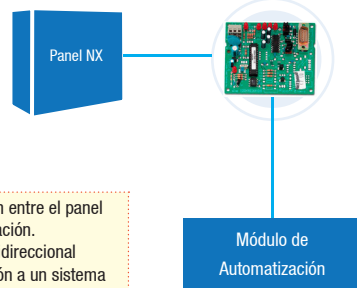 Panel NX
n entre el panel
ación.
direccional
ón a un sistema
Módulo de
Automatización